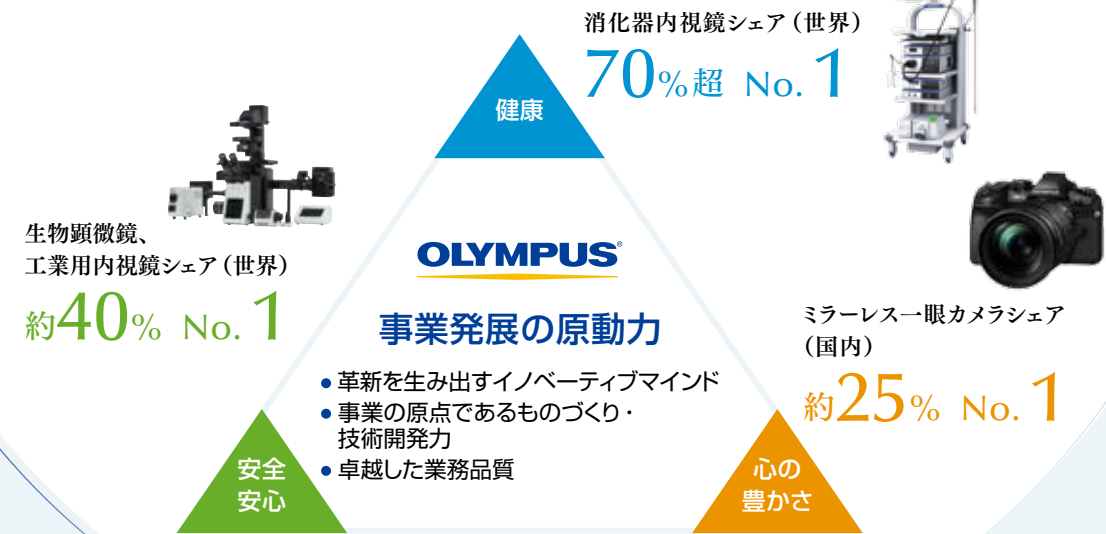 消化器内視鏡シェア（世界）
70%超 No.1
健康
生物顕微鏡、
工業用内視鏡シェア（世界）
約40% No.1
OLYMPUS®
事業発展の原動力
• 革新を生み出すイノベーティブマインド
• 事業の原点であるものづくり・
技術開発力
• 卓越した業務品質
ミラーレス一眼カメラシェア
（国内）
約25% No.1
安全
安心
心の
豊かさ